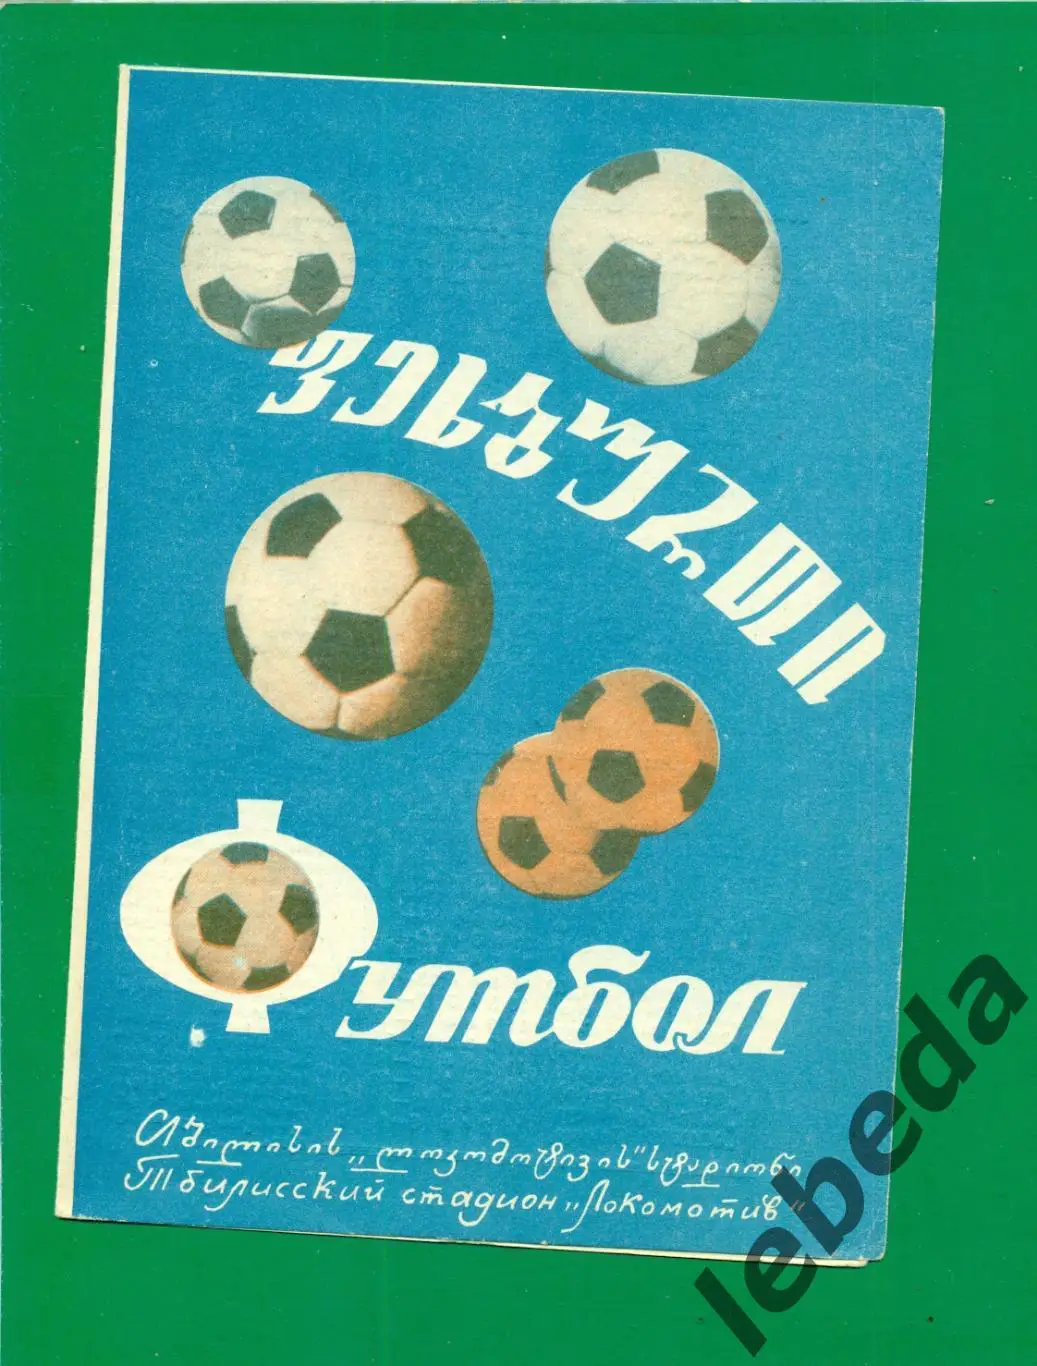 ფეხბურთი
Футбол
თბილისის „ლოკომოტივის" სტადიონი
Тбилисский стадион „Локомотив"
lebeda